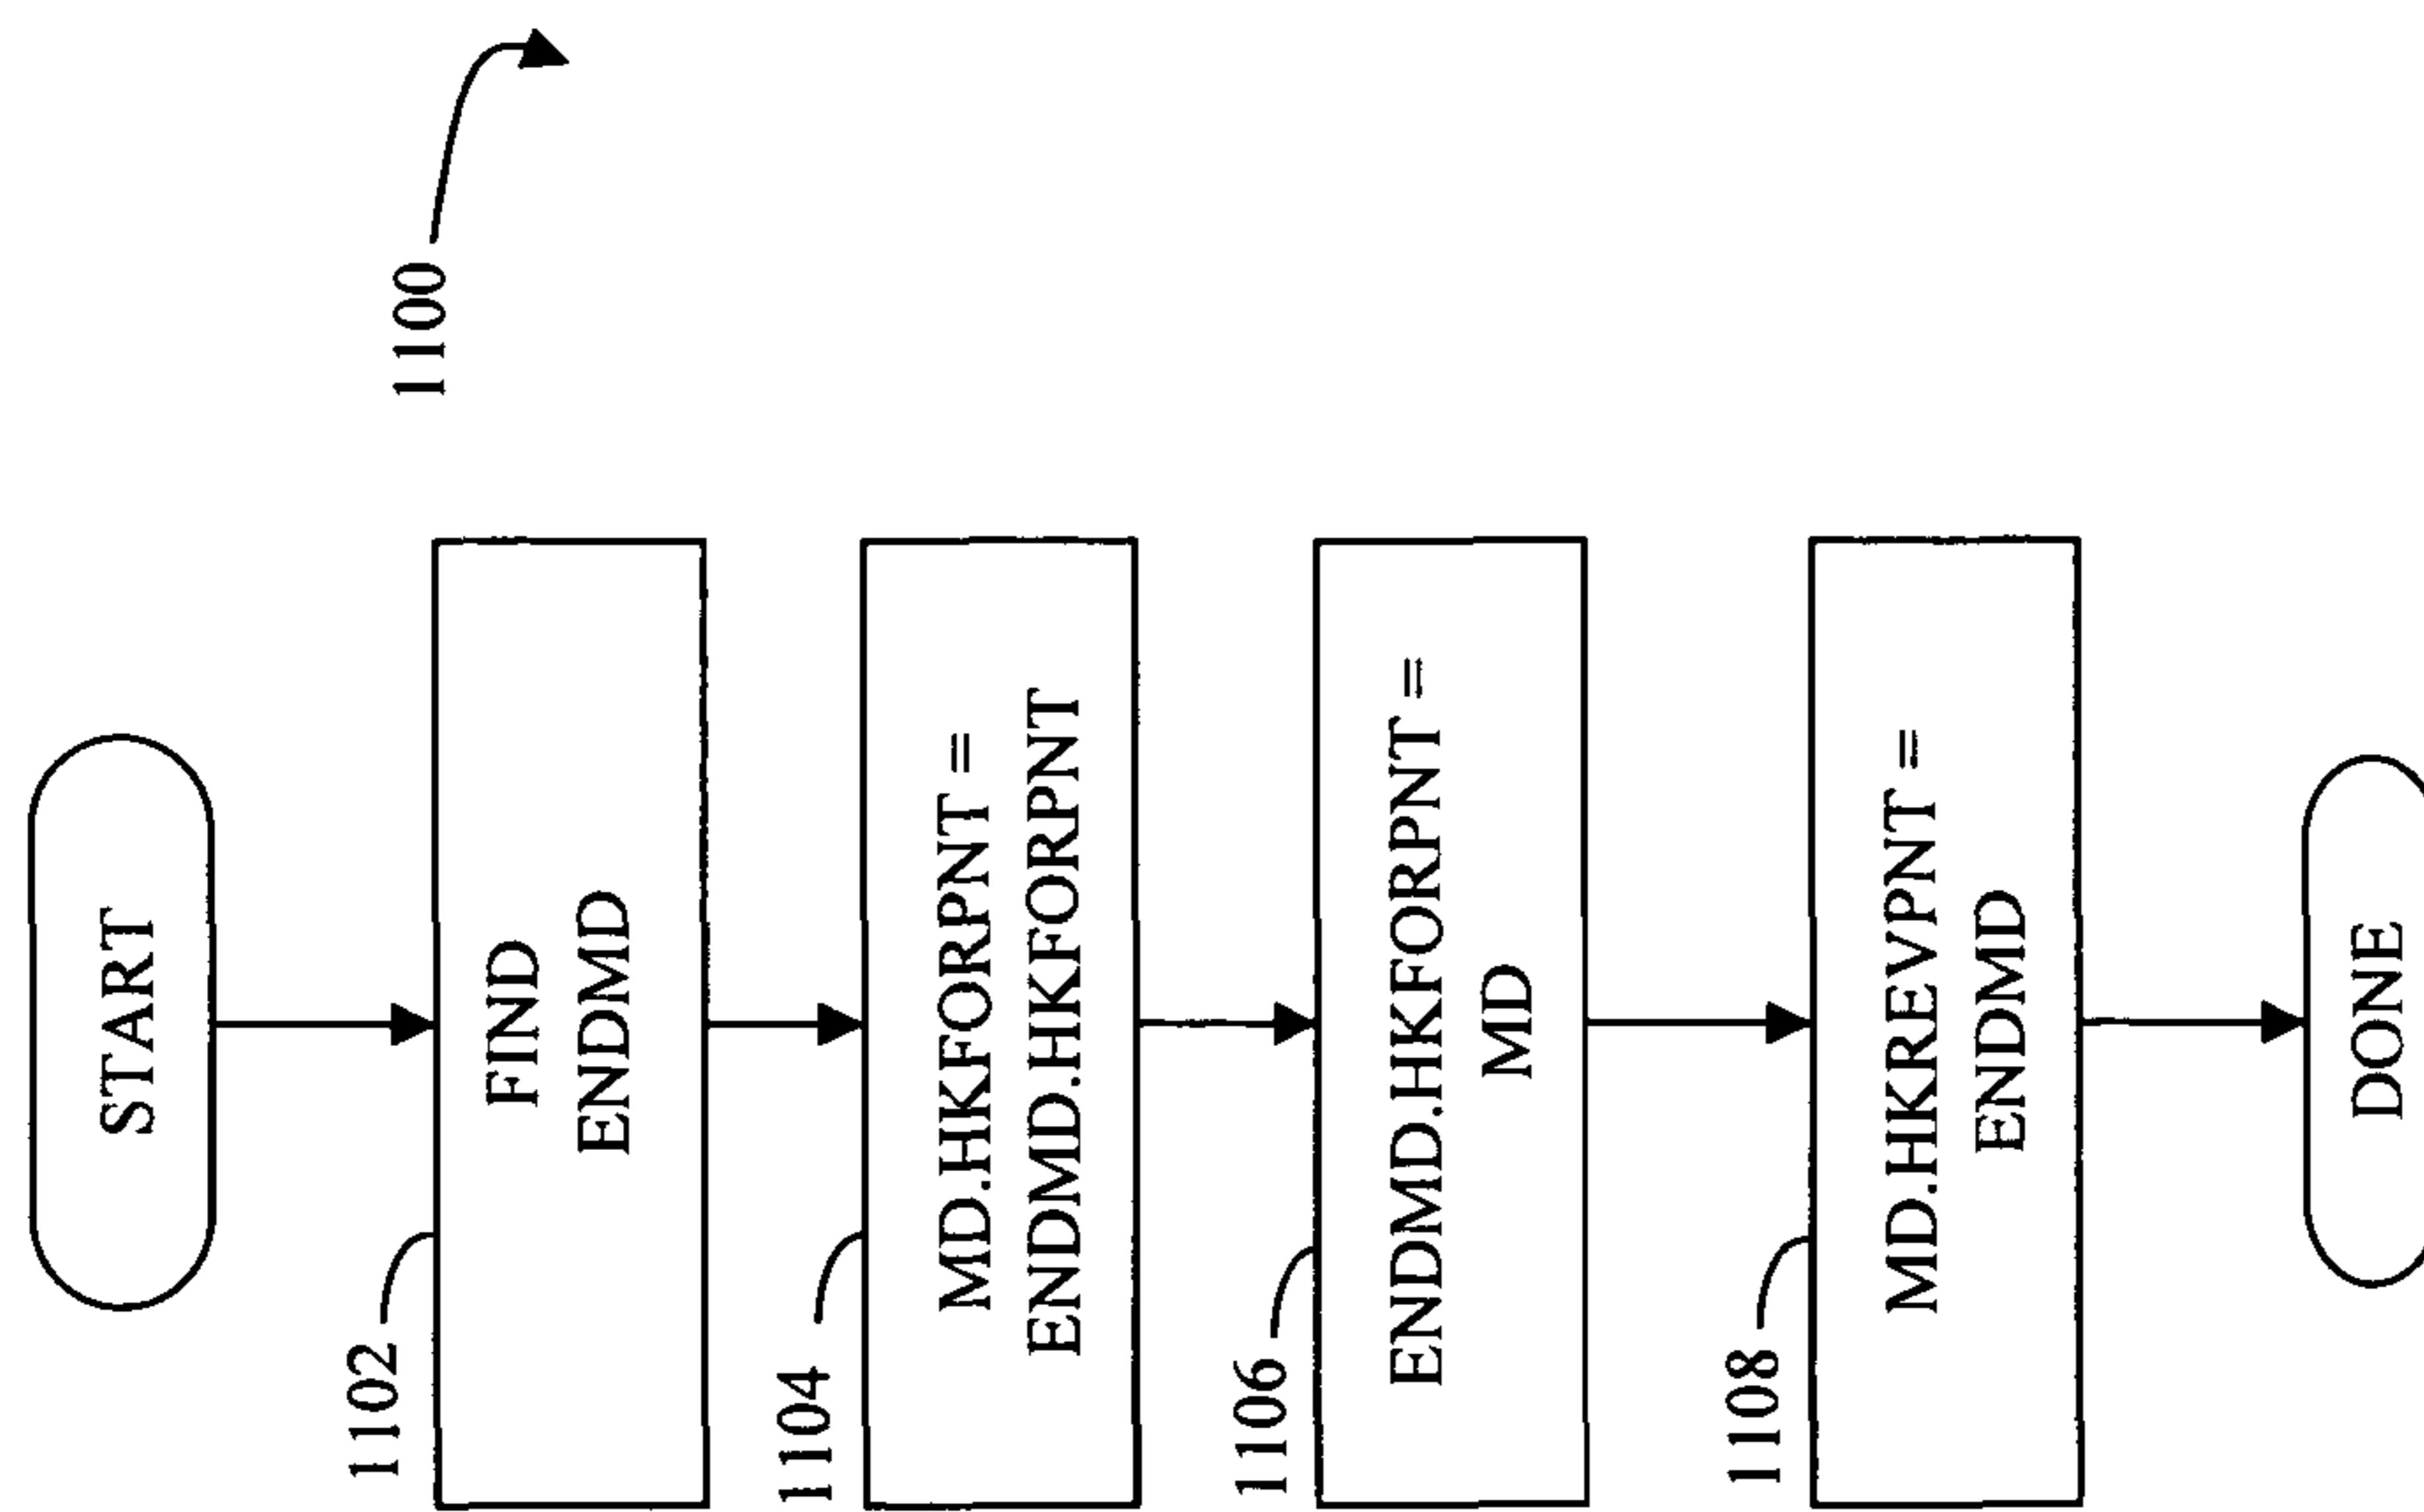 1100
START
1102
FIND
ENDMD
1104
MD.HKFORPNT =
ENDMD.HKFORPNT
1106
ENDMD.HKFORPNT =
MD
1108
MD.HKREVPNT =
ENDMD
DONE